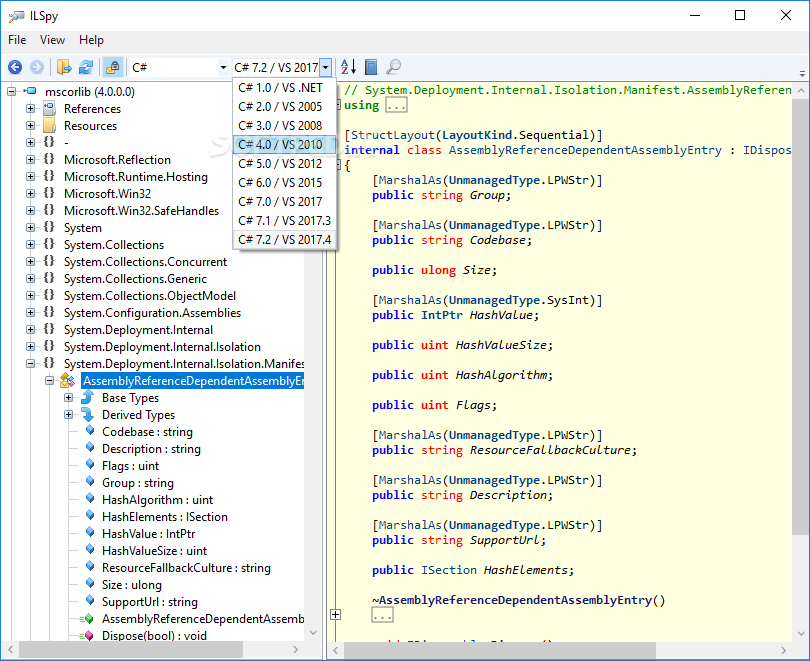 ILSpy
File View Help
C# C# 7.2 / VS 2017
C# 1.0 / VS .NET
C# 2.0 / VS 2005
C# 3.0 / VS 2008
C# 4.0 / VS 2010
C# 5.0 / VS 2012
C# 6.0 / VS 2015
C# 7.0 / VS 2017
C# 7.1 / VS 2017.3
C# 7.2 / VS 2017.4
mscorlib (4.0.0.0)
References
Resources
{} -
{} Microsoft.Reflection
{} Microsoft.Runtime.Hosting
{} Microsoft.Win32
{} Microsoft.Win32.SafeHandles
{} System
{} System.Collections
{} System.Collections.Concurrent
{} System.Collections.Generic
{} System.Collections.ObjectModel
{} System.Configuration.Assemblies
{} System.Deployment.Internal
{} System.Deployment.Internal.Isolation
{} System.Deployment.Internal.Isolation.Manifes
AssemblyReferenceDependentAssemblyEn
Base Types
Derived Types
Codebase : string
Description : string
Flags : uint
Group : string
HashAlgorithm : uint
HashElements : ISection
HashValue : IntPtr
HashValueSize : uint
ResourceFallbackCulture : string
Size : ulong
SupportUrl : string
AssemblyReferenceDependentAssemb
Dispose(bool) : void
// System.Deployment.Internal.Isolation.Manifest.AssemblyReferen
using ...
[StructLayout(LayoutKind.Sequential)]
internal class AssemblyReferenceDependentAssemblyEntry : IDispos
{
[MarshalAs(UnmanagedType.LPWStr)]
public string Group;
[MarshalAs(UnmanagedType.LPWStr)]
public string Codebase;
public ulong Size;
[MarshalAs(UnmanagedType.SysInt)]
public IntPtr HashValue;
public uint HashValueSize;
public uint HashAlgorithm;
public uint Flags;
[MarshalAs(UnmanagedType.LPWStr)]
public string ResourceFallbackCulture;
[MarshalAs(UnmanagedType.LPWStr)]
public string Description;
[MarshalAs(UnmanagedType.LPWStr)]
public string SupportUrl;
public ISection HashElements;
~AssemblyReferenceDependentAssemblyEntry()
...